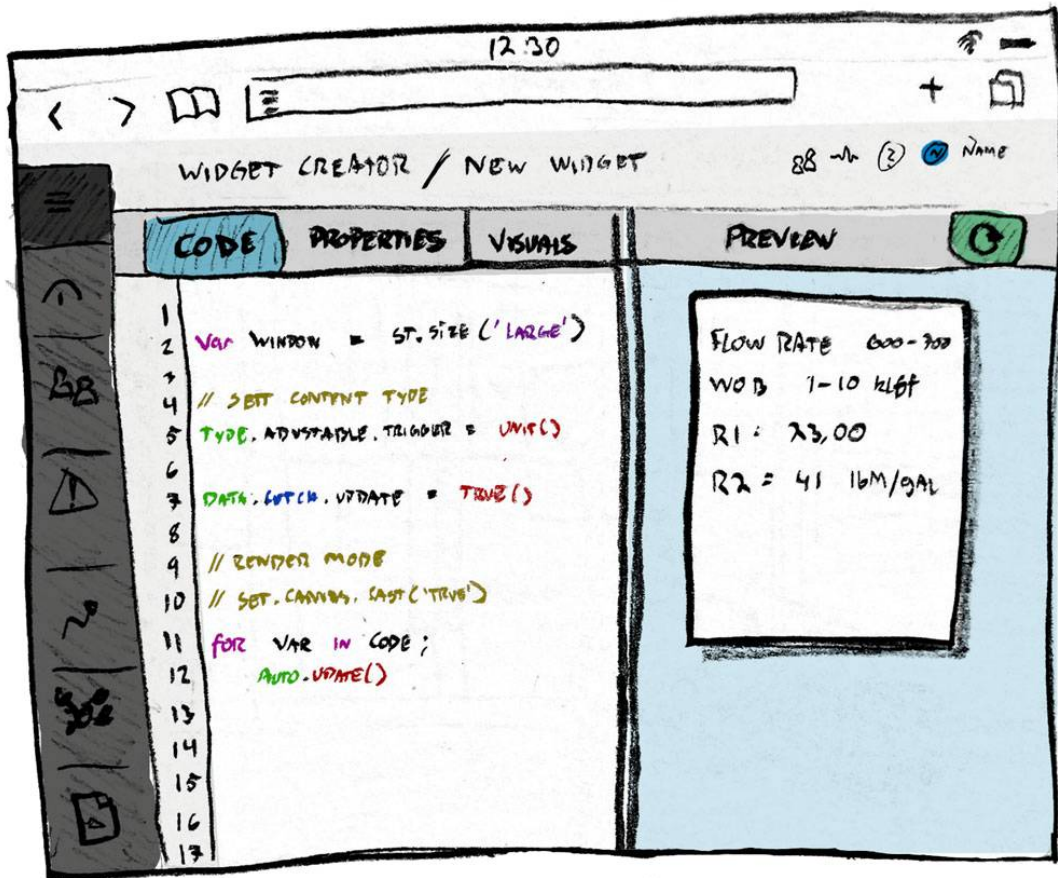 12:30
WIDGET CREATOR / NEW WIDGET
? N NAME
CODE PROPERTIES VISUALS PREVIEW
1
2 Var WINDOW = ST.SIZE ('LARGE')
3
4 // SETT CONTENT TYPE
5 TYPE.ADUSTABLE.TRIGGER = UNIT()
6
7 DATA.FETCH.UPDATE = TRUE()
8
9 // RENDER MODE
10 // SET.CANVAS.CAST('TRUE')
11 FOR VAR IN CODE;
12 AUTO.UPDATE()
13
14
15
16
17
FLOW RATE
WOB 1-10 klbf
R1: 23,00
R2 = 41 lbM/gAL